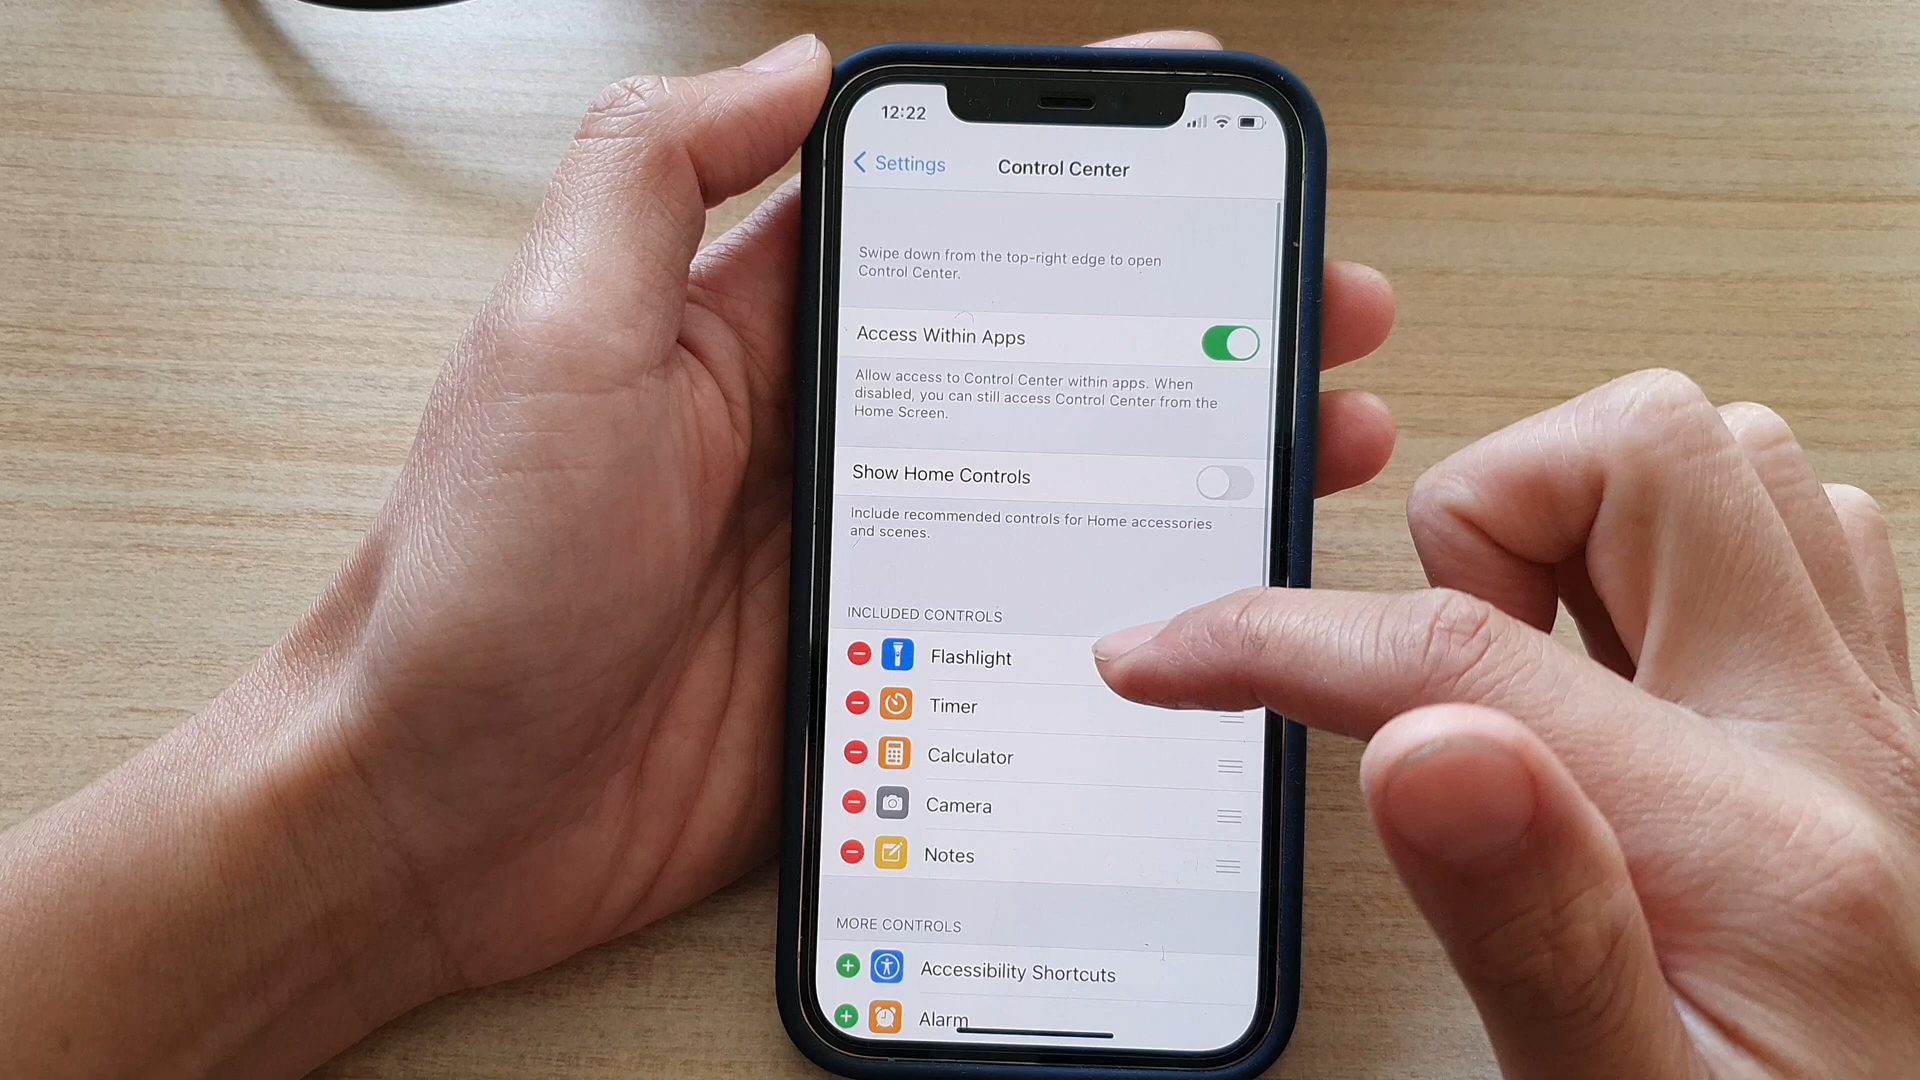 12:22
Settings
Control Center
Swipe down from the top-right edge to open
Control Center.
Access Within Apps
Allow access to Control Center within apps. When
disabled, you can still access Control Center from the
Home Screen.
Show Home Controls
Include recommended controls for Home accessories
and scenes.
INCLUDED CONTROLS
Flashlight
Timer
Calculator
Camera
Notes
MORE CONTROLS
Accessibility Shortcuts
Alarm